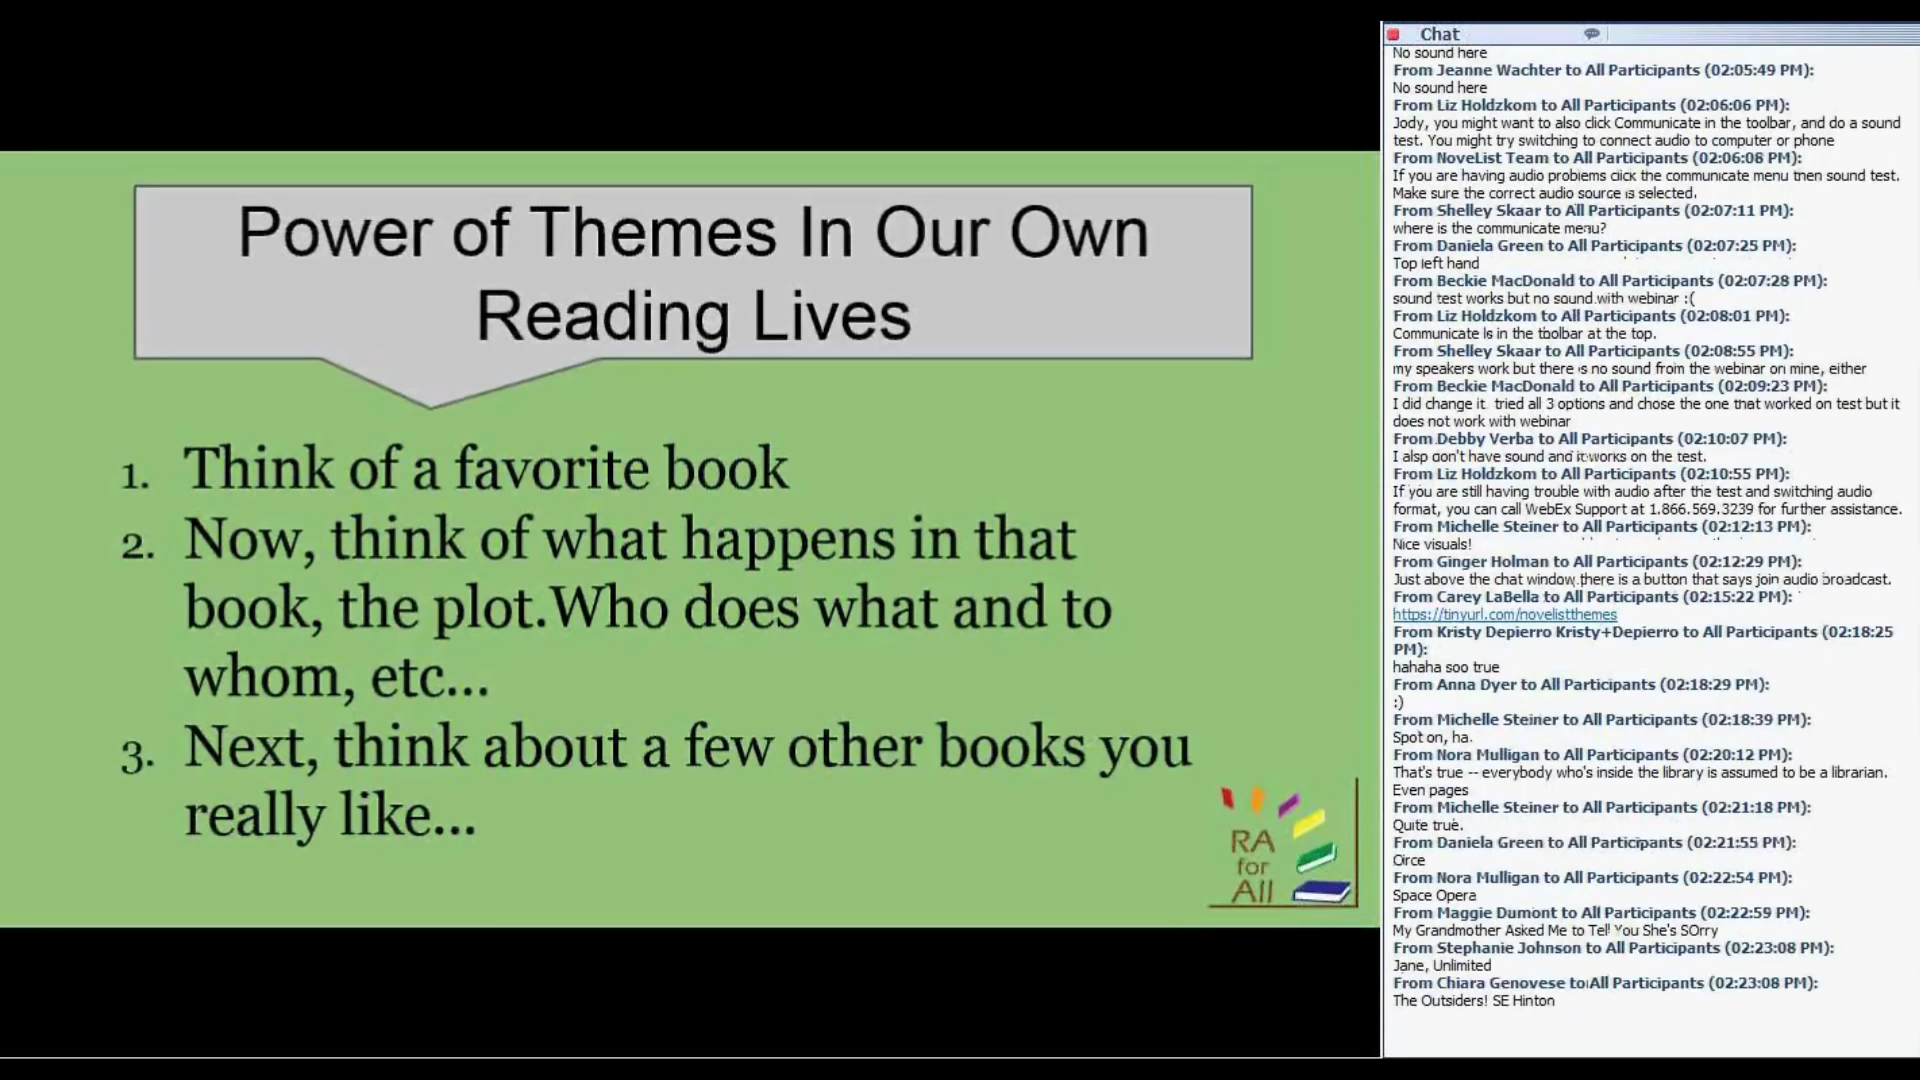 Power of Themes In Our Own
Reading Lives
1. Think of a favorite book
2. Now, think of what happens in that
book, the plot.Who does what and to
whom, etc...
3. Next, think about a few other books you
really like...
RA
for
All
Chat
No sound here
From Jeanne Wachter to All Participants (02:05:49 PM):
No sound here
From Liz Holdzkom to All Participants (02:06:06 PM):
Jody, you might want to also click Communicate in the toolbar, and do a sound
test. You might try switching to connect audio to computer or phone
From NoveList Team to All Participants (02:06:08 PM):
If you are having audio problems click the communicate menu then sound test.
Make sure the correct audio source is selected.
From Shelley Skaar to All Participants (02:07:11 PM):
where is the communicate menu?
From Daniela Green to All Participants (02:07:25 PM):
Top left hand
From Beckie MacDonald to All Participants (02:07:28 PM):
sound test works but no sound with webinar :(
From Liz Holdzkom to All Participants (02:08:01 PM):
Communicate is in the toolbar at the top.
From Shelley Skaar to All Participants (02:08:55 PM):
my speakers work but there is no sound from the webinar on mine, either
From Beckie MacDonald to All Participants (02:09:23 PM):
I did change it tried all 3 options and chose the one that worked on test but it
does not work with webinar
From Debby Verba to All Participants (02:10:07 PM):
I alsp don't have sound and it works on the test.
From Liz Holdzkom to All Participants (02:10:55 PM):
If you are still having trouble with audio after the test and switching audio
format, you can call WebEx Support at 1.866.569.3239 for further assistance.
From Michelle Steiner to All Participants (02:12:13 PM):
Nice visuals!
From Ginger Holman to All Participants (02:12:29 PM):
Just above the chat window there is a button that says join audio broadcast.
From Carey LaBella to All Participants (02:15:22 PM):
https://tinyurl.com/novelistthemes
From Kristy Depierro Kristy+Depierro to All Participants (02:18:25
PM):
hahaha soo true
From Anna Dyer to All Participants (02:18:29 PM):
:)
From Michelle Steiner to All Participants (02:18:39 PM):
Spot on, ha.
From Nora Mulligan to All Participants (02:20:12 PM):
That's true -- everybody who's inside the library is assumed to be a librarian.
Even pages
From Michelle Steiner to All Participants (02:21:18 PM):
Quite true.
From Daniela Green to All Participants (02:21:55 PM):
Circe
From Nora Mulligan to All Participants (02:22:54 PM):
Space Opera
From Maggie Dumont to All Participants (02:22:59 PM):
My Grandmother Asked Me to Tell You She's SOrry
From Stephanie Johnson to All Participants (02:23:08 PM):
Jane, Unlimited
From Chiara Genovese to All Participants (02:23:08 PM):
The Outsiders! SE Hinton